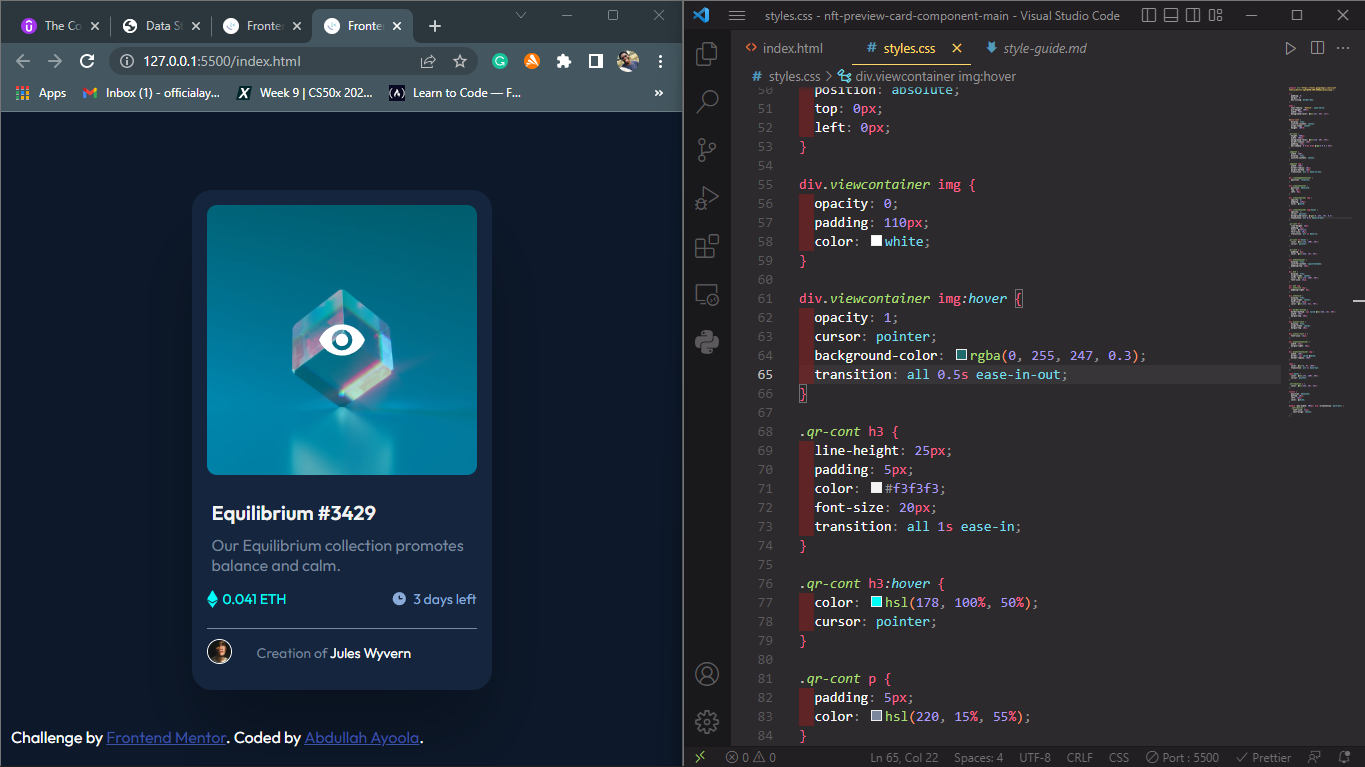 The Co
Data S
Fronter
Fronter
127.0.0.1:5500/index.html
Apps
Inbox (1) - officialay...
Week 9 | CS50x 202...
Learn to Code — F...
»
Equilibrium #3429
Our Equilibrium collection promotes
balance and calm.
0.041 ETH
3 days left
Creation of Jules Wyvern
Challenge by Frontend Mentor. Coded by Abdullah Ayoola.
styles.css - nft-preview-card-component-main - Visual Studio Code
index.html
# styles.css
style-guide.md
# styles.css > div.viewcontainer img:hover
50 position: absolute;
51 top: 0px;
52 left: 0px;
53 }
54
55 div.viewcontainer img {
56 opacity: 0;
57 padding: 110px;
58 color: white;
59 }
60
61 div.viewcontainer img:hover {
62 opacity: 1;
63 cursor: pointer;
64 background-color: rgba(0, 255, 247, 0.3);
65 transition: all 0.5s ease-in-out;
66 }
67
68 .qr-cont h3 {
69 line-height: 25px;
70 padding: 5px;
71 color: #f3f3f3;
72 font-size: 20px;
73 transition: all 1s ease-in;
74 }
75
76 .qr-cont h3:hover {
77 color: hsl(178, 100%, 50%);
78 cursor: pointer;
79 }
80
81 .qr-cont p {
82 padding: 5px;
83 color: hsl(220, 15%, 55%);
84 }
0 0
Ln 65, Col 22
Spaces: 4
UTF-8
CRLF
CSS
Port : 5500
Prettier